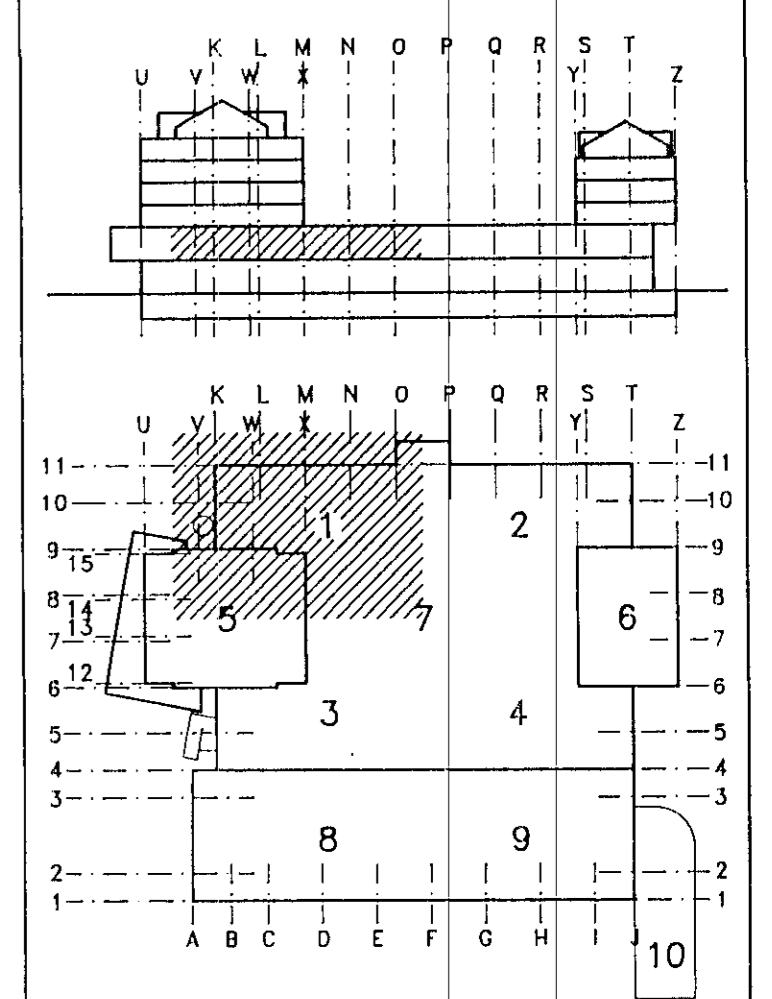 K L M N O P Q R S T
U V W X Y Z
K L M N O P Q R S T
U V W X Y Z
11 11
10 1 2 10
9 9
15
8 8
14 5 7 6
13
7 7
12
6 6
3 4
5 5
4 4
3 3
8 9
2 2
1 1
A B C D E F G H I J
10